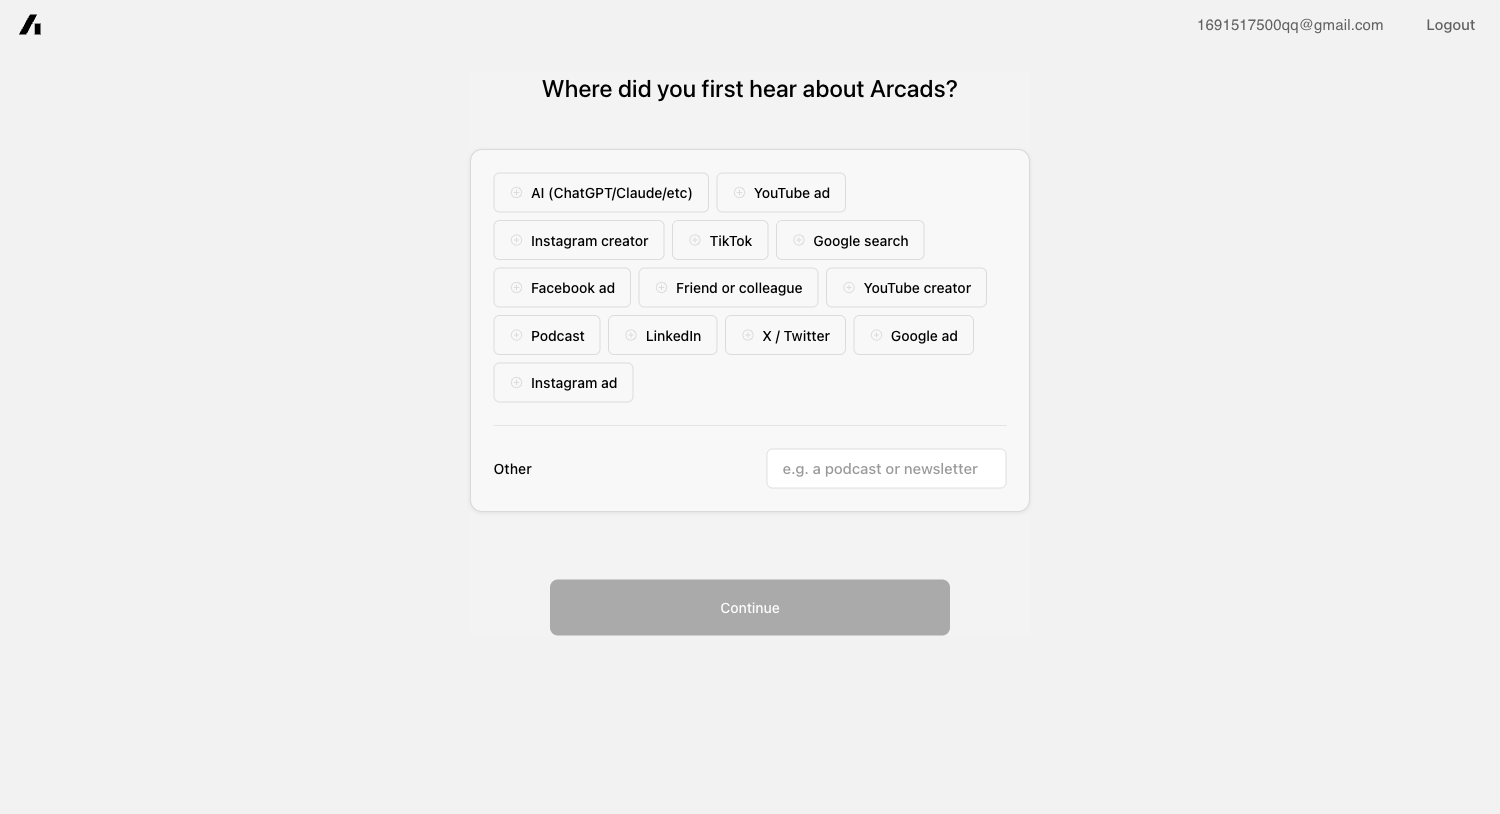 1691517500qq@gmail.com Logout
Where did you first hear about Arcads?
AI (ChatGPT/Claude/etc) YouTube ad
Instagram creator TikTok Google search
Facebook ad Friend or colleague YouTube creator
Podcast LinkedIn X / Twitter Google ad
Instagram ad
Other e.g. a podcast or newsletter
Continue